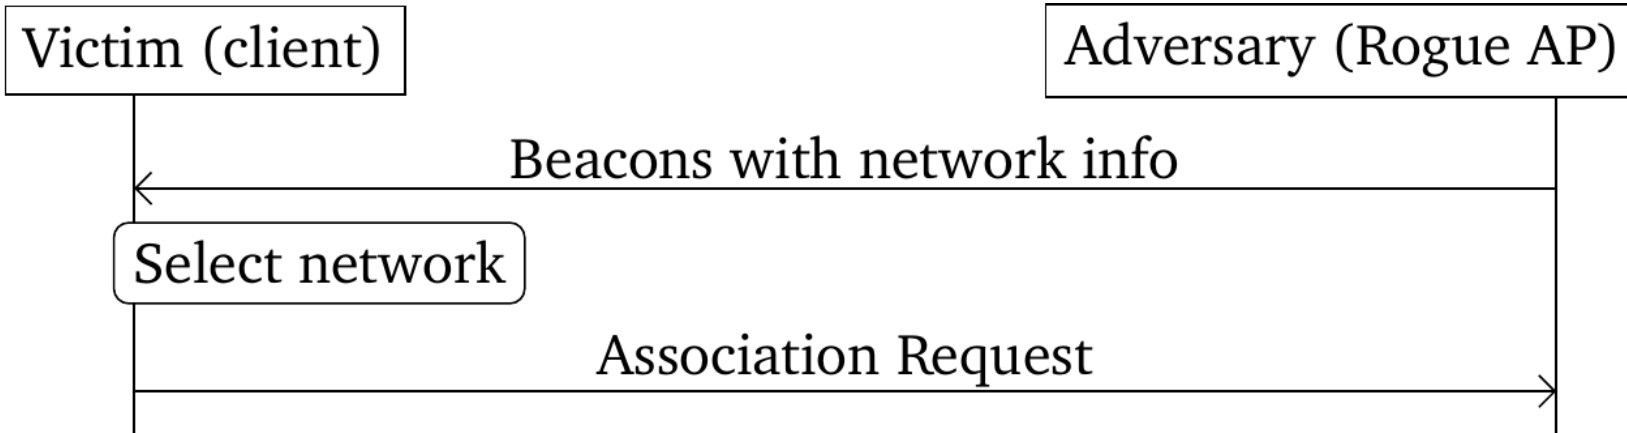 Victim (client)
Adversary (Rogue AP)
Beacons with network info
Select network
Association Request